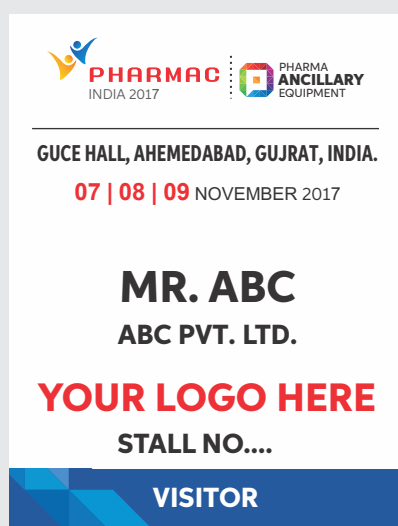 PHARMAC
INDIA 2017
PHARMA
ANCILLARY
EQUIPMENT
GUCE HALL, AHEMEDABAD, GUJRAT, INDIA.
07 | 08 | 09 NOVEMBER 2017
MR. ABC
ABC PVT. LTD.
YOUR LOGO HERE
STALL NO....
VISITOR